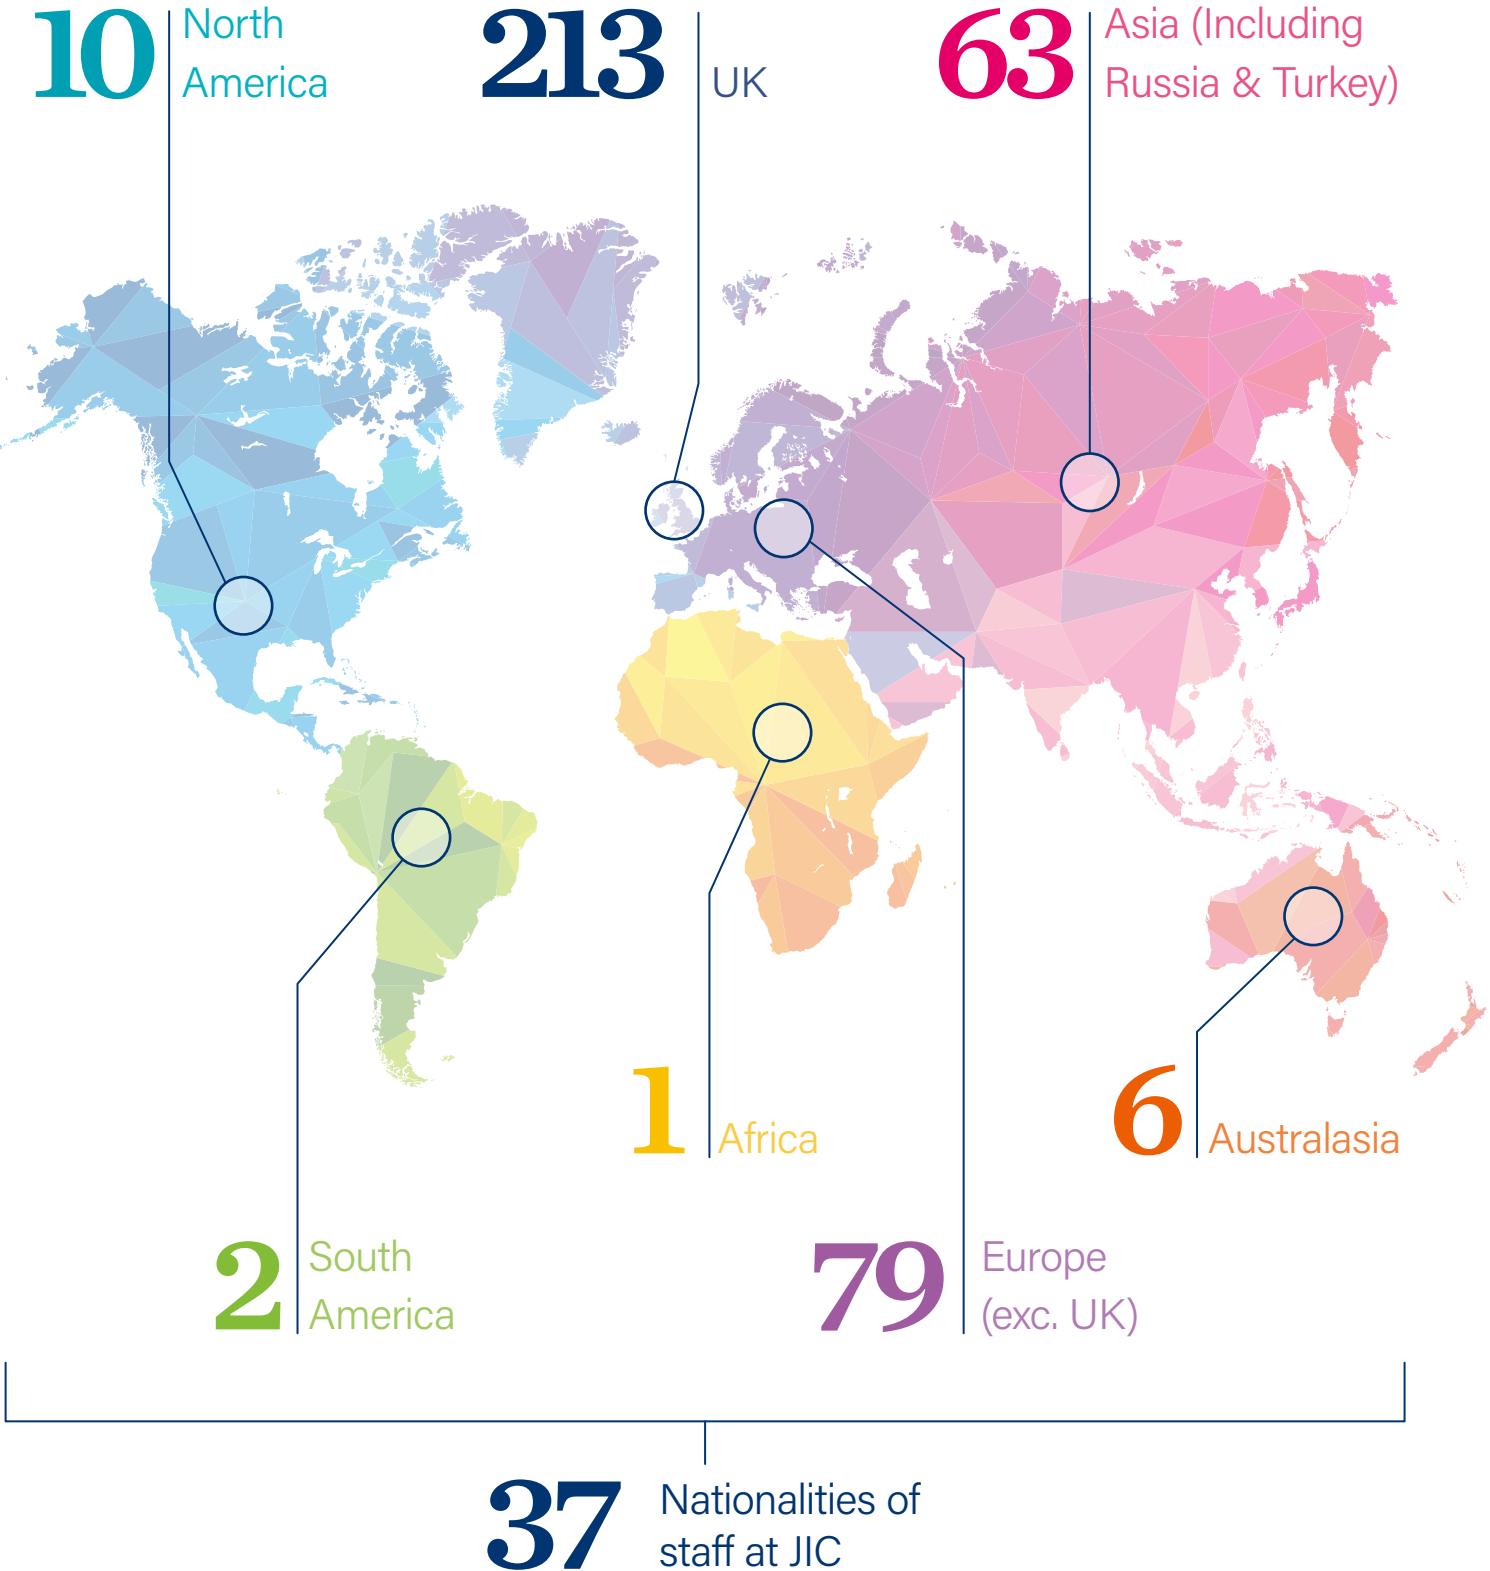 10
North
America
213
UK
63
Asia (Including
Russia & Turkey)
1
Africa
6
Australasia
2
South
America
79
Europe
(exc. UK)
37
Nationalities of
staff at JIC